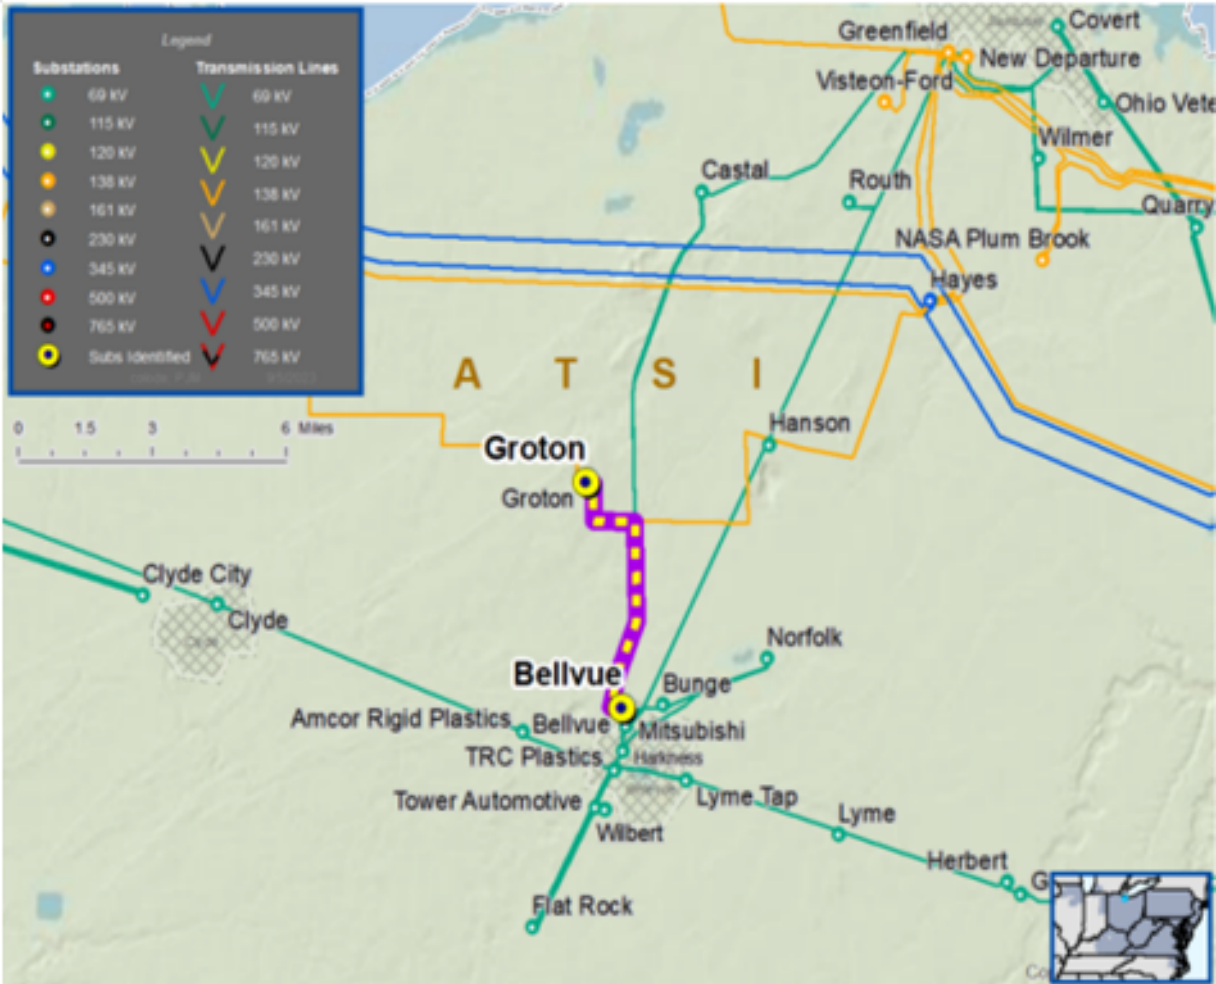 Legend
Substations
Transmission Lines
69 kV
69 kV
115 kV
115 kV
120 kV
120 kV
138 kV
138 kV
161 kV
161 kV
230 kV
230 kV
345 kV
345 kV
500 kV
500 kV
765 kV
765 kV
Subs Identified
0 1.5 3 6 Miles
Greenfield
Covert
New Departure
Visteon-Ford
Ohio Vete
Wilmer
Castal
Routh
Quarry
NASA Plum Brook
Hayes
A T S I
Hanson
Groton
Groton
Clyde City
Clyde
Norfolk
Bellvue
Bunge
Amcor Rigid Plastics
Bellvue
Mitsubishi
TRC Plastics
Harkness
Tower Automotive
Lyme Tap
Wilbert
Lyme
Herbert
G
Flat Rock
Co